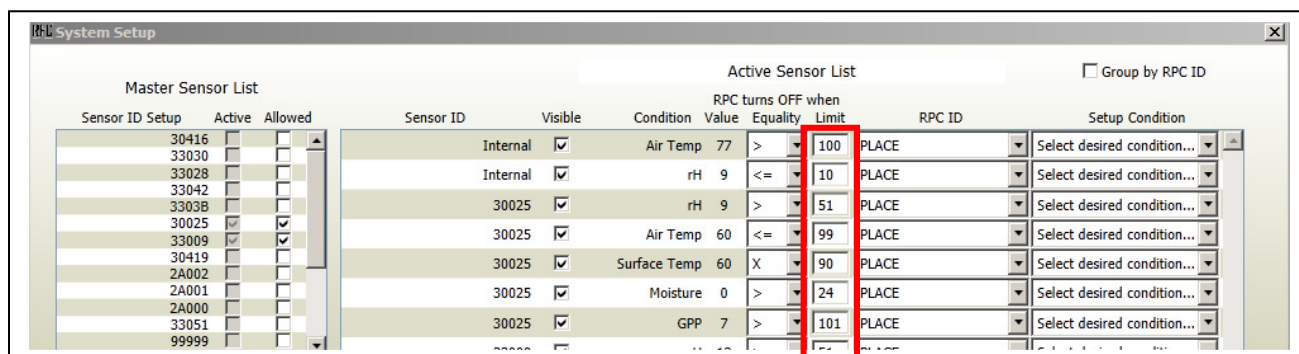 RFL System Setup
Active Sensor List
Group by RPC ID
Master Sensor List
RPC turns OFF when
Sensor ID Setup Active Allowed
Sensor ID Visible Condition Value Equality Limit RPC ID Setup Condition
30416
33030
33028
33042
3303B
30025
33009
30419
2A002
2A001
2A000
33051
99999
Internal Air Temp 77 > 100 PLACE Select desired condition...
Internal rH 9 <= 10 PLACE Select desired condition...
30025 rH 9 > 51 PLACE Select desired condition...
30025 Air Temp 60 <= 99 PLACE Select desired condition...
30025 Surface Temp 60 X 90 PLACE Select desired condition...
30025 Moisture 0 > 24 PLACE Select desired condition...
30025 GPP 7 > 101 PLACE Select desired condition...